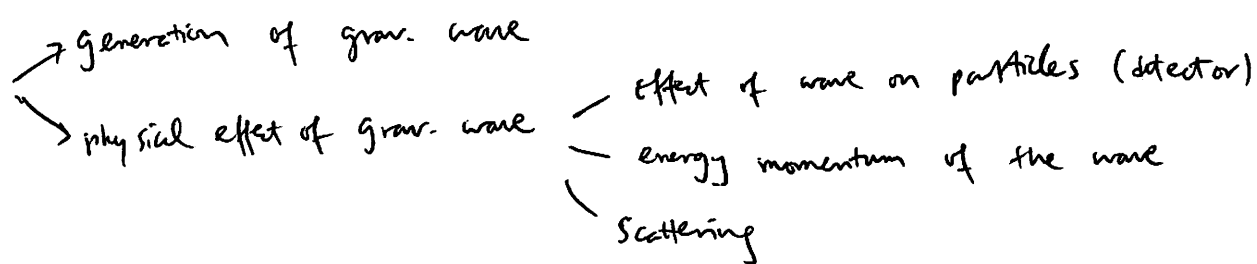 generation of grav. wave
physical effect of grav. wave
effect of wave on particles (detector)
energy momentum of the wave
scattering